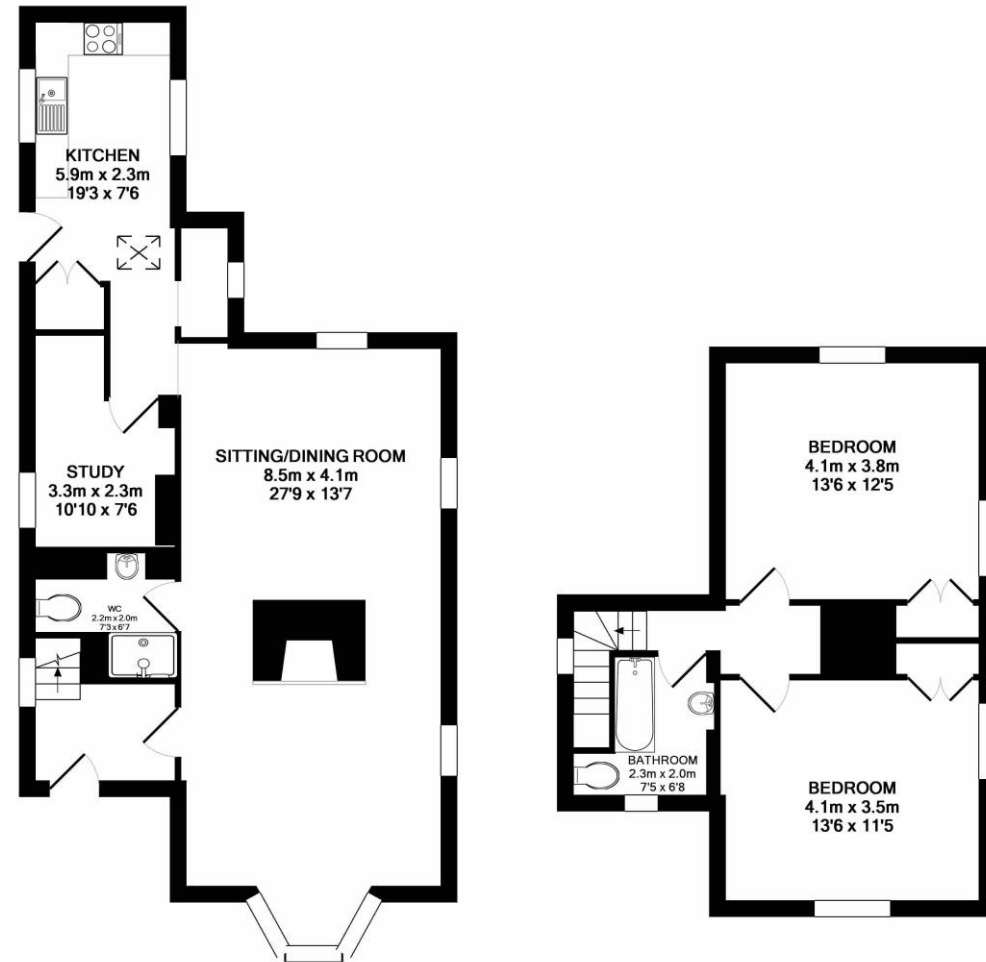 KITCHEN
5.9m x 2.3m
19'3 x 7'6
SITTING/DINING ROOM
8.5m x 4.1m
27'9 x 13'7
STUDY
3.3m x 2.3m
10'10 x 7'6
WC
2.2m x 2.0m
7'3 x 6'7
BEDROOM
4.1m x 3.8m
13'6 x 12'5
BATHROOM
2.3m x 2.0m
7'5 x 6'8
BEDROOM
4.1m x 3.5m
13'6 x 11'5